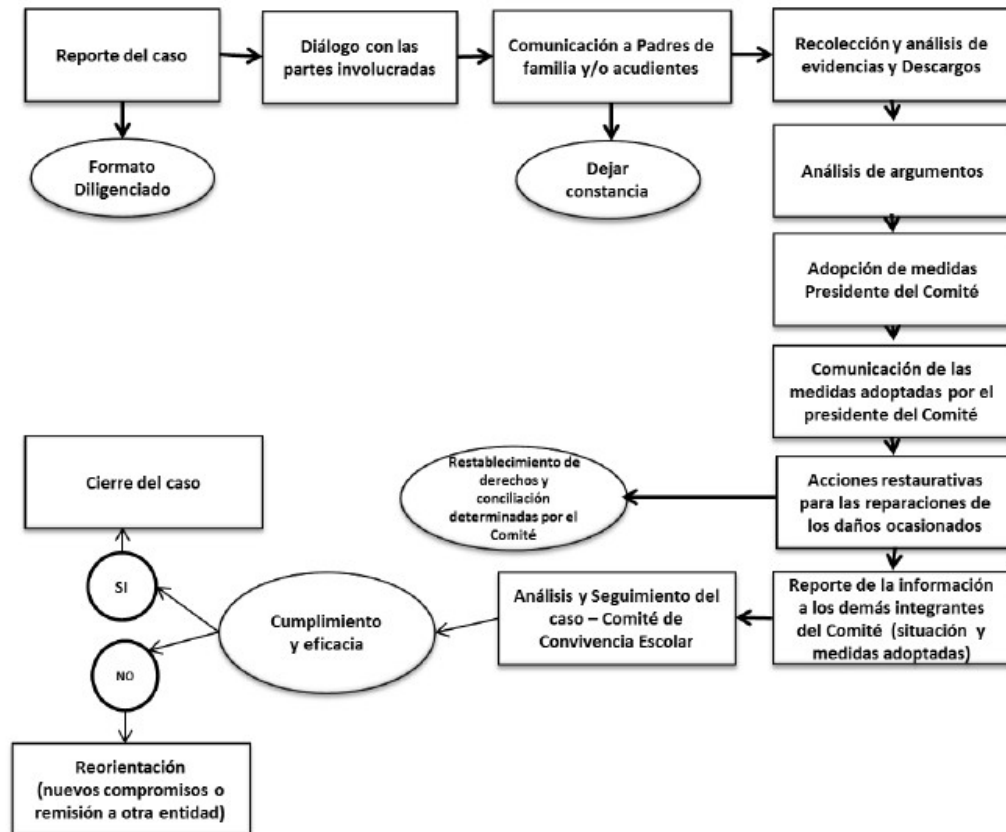 Reporte del caso
Diálogo con las
partes involucradas
Comunicación a Padres de
familia y/o acudientes
Recolección y análisis de
evidencias y Descargos
Formato
Diligenciado
Dejar
constancia
Análisis de argumentos
Adopción de medidas
Presidente del Comité
Comunicación de las
medidas adoptadas por el
presidente del Comité
Acciones restaurativas
para las reparaciones de
los daños ocasionados
Restablecimiento de
derechos y
conciliación
determinadas por el
Comité
Reporte de la información
a los demás integrantes
del Comité (situación y
medidas adoptadas)
Análisis y Seguimiento del
caso – Comité de
Convivencia Escolar
Cumplimiento
y eficacia
SI
Cierre del caso
NO
Reorientación
(nuevos compromisos o
remisión a otra entidad)